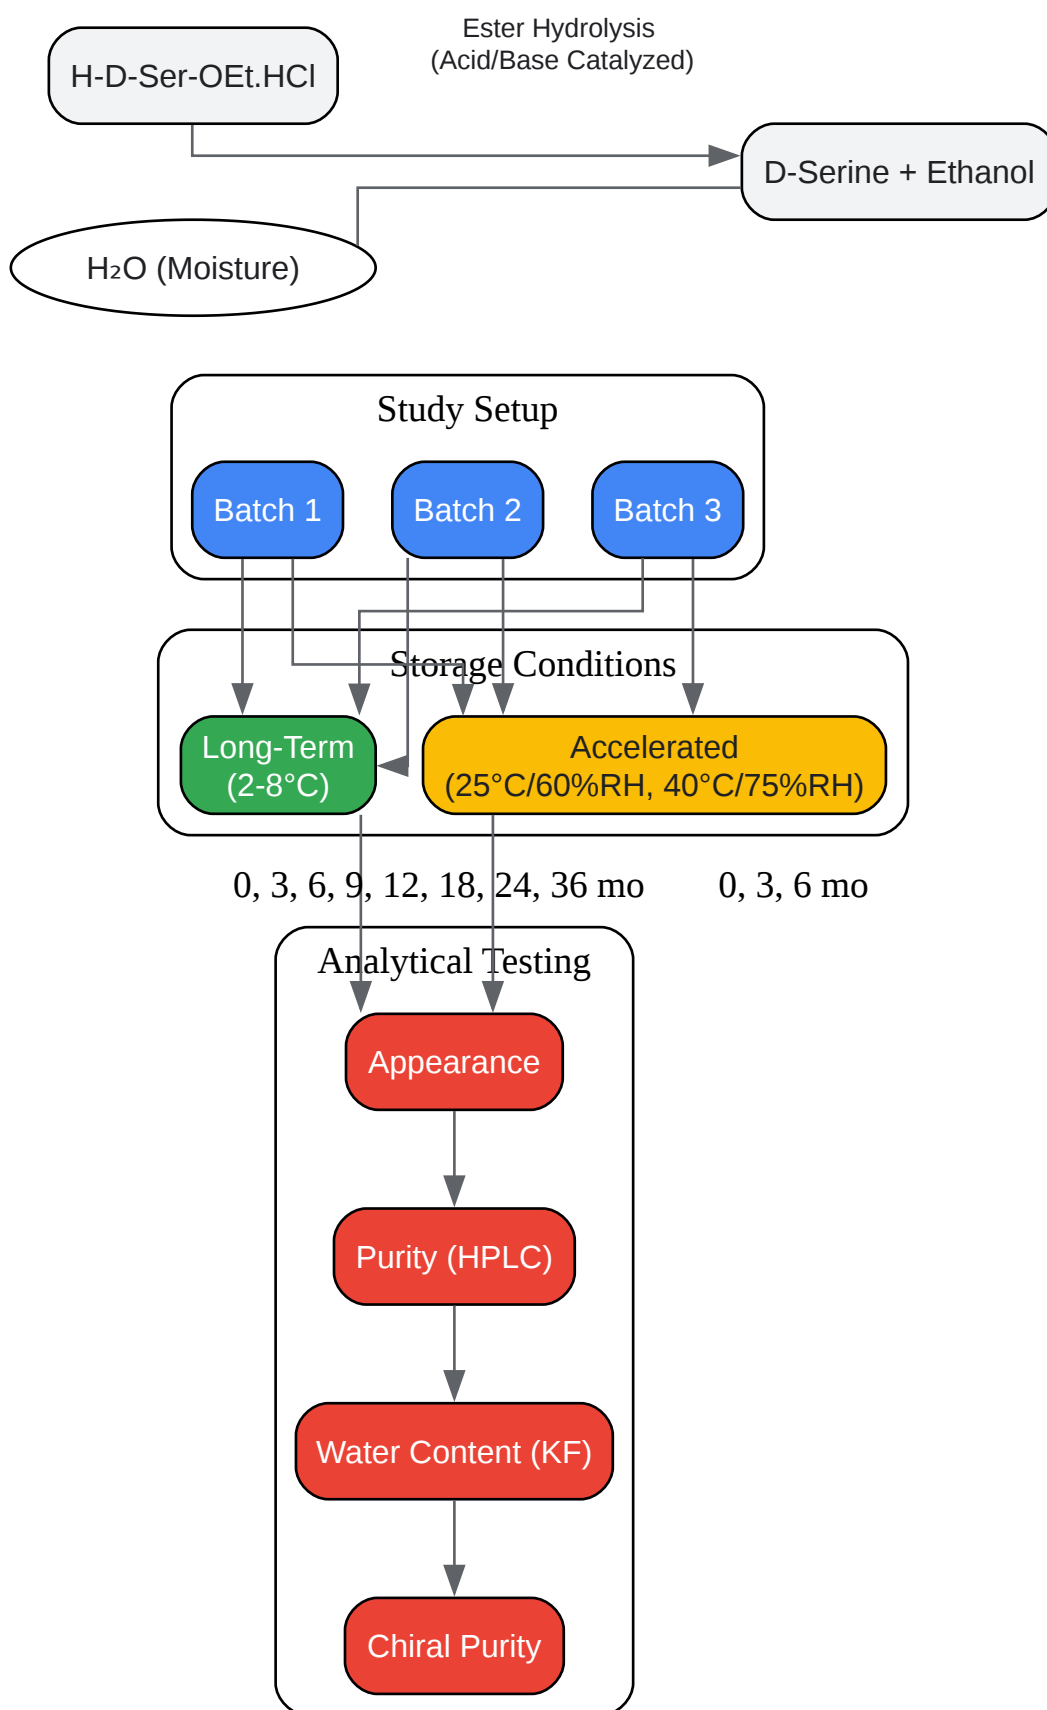 Ester Hydrolysis
(Acid/Base Catalyzed)
H-D-Ser-OEt.HCl
D-Serine + Ethanol
H₂O (Moisture)
Study Setup
Batch 1
Batch 2
Batch 3
Storage Conditions
Long-Term
(2-8°C)
Accelerated
(25°C/60%RH, 40°C/75%RH)
0, 3, 6, 9, 12, 18, 24, 36 mo
0, 3, 6 mo
Analytical Testing
Appearance
Purity (HPLC)
Water Content (KF)
Chiral Purity